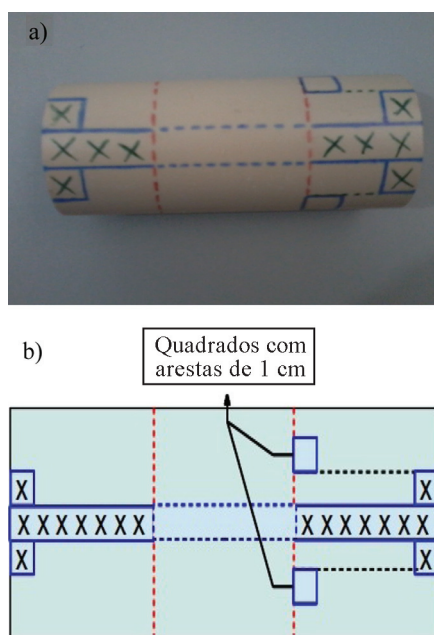 a)
X X
X X X X X X
X X
b)
Quadrados com
arestas de 1 cm
X X
XXXXXXX XXXXXXX
X X